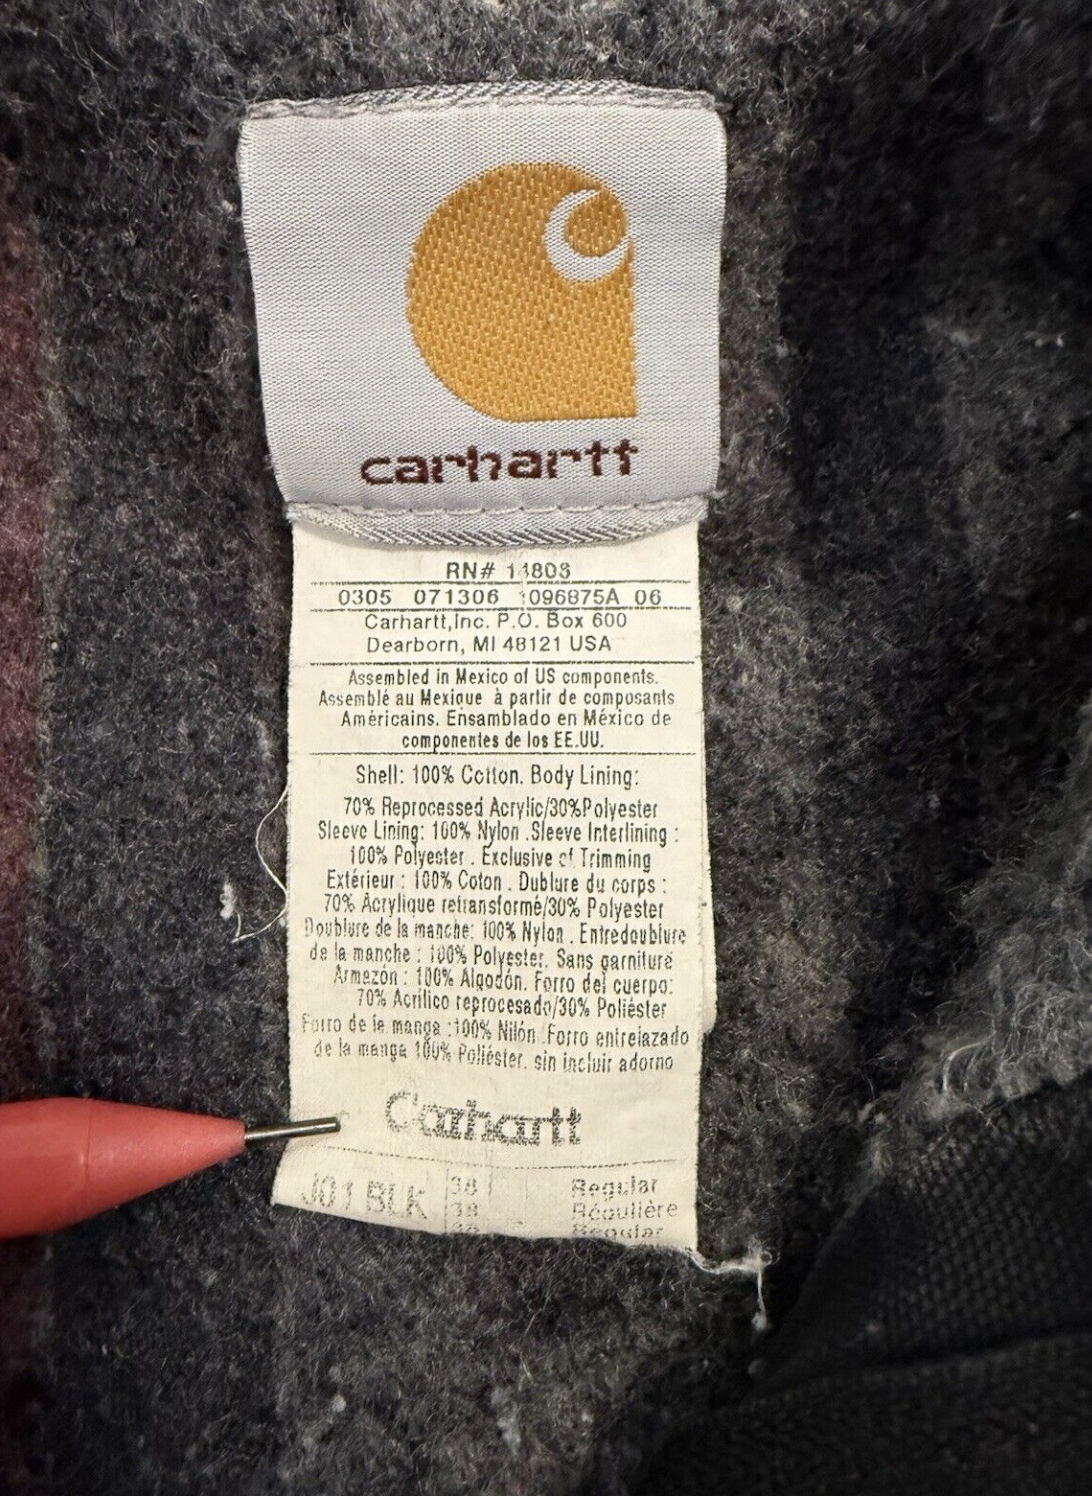 carhartt
RN# 14806
0305 071306 1096875A 06
Carhartt,Inc. P.O. Box 600
Dearborn, MI 48121 USA
Assembled in Mexico of US components.
Assemblé au Mexique à partir de composants
Américains. Ensamblado en México de
componentes de los EE.UU.
Shell: 100% Cotton. Body Lining:
70% Reprocessed Acrylic/30%Polyester
Sleeve Lining: 100% Nylon .Sleeve Interlining :
100% Polyester . Exclusive of Trimming
Extérieur : 100% Coton . Dublure du corps :
70% Acrylique retransformé/30% Polyester
Doublure de la manche: 100% Nylon . Entredoublure
de la manche : 100% Polyester. Sans garniture
Armazón : 100% Algodón. Forro del cuerpo:
70% Acrilico reprocesado/30% Poliéster
Forro de la manga :100% Nilón .Forro entrelazado
de la manga 100% Poliéster. sin incluir adorno
Carhartt
J01 BLK 38 Regular
38 Régulière
Regular